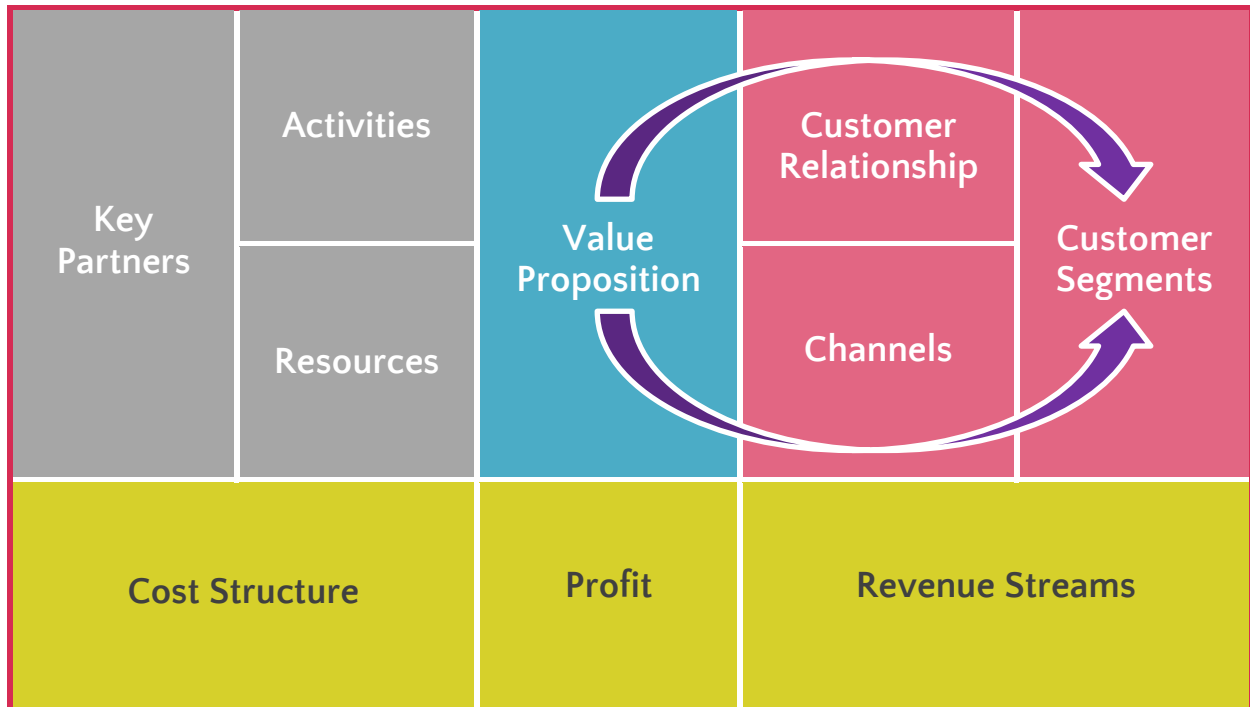 Key
Partners
Activities
Resources
Value
Proposition
Customer
Relationship
Channels
Customer
Segments
Cost Structure
Profit
Revenue Streams